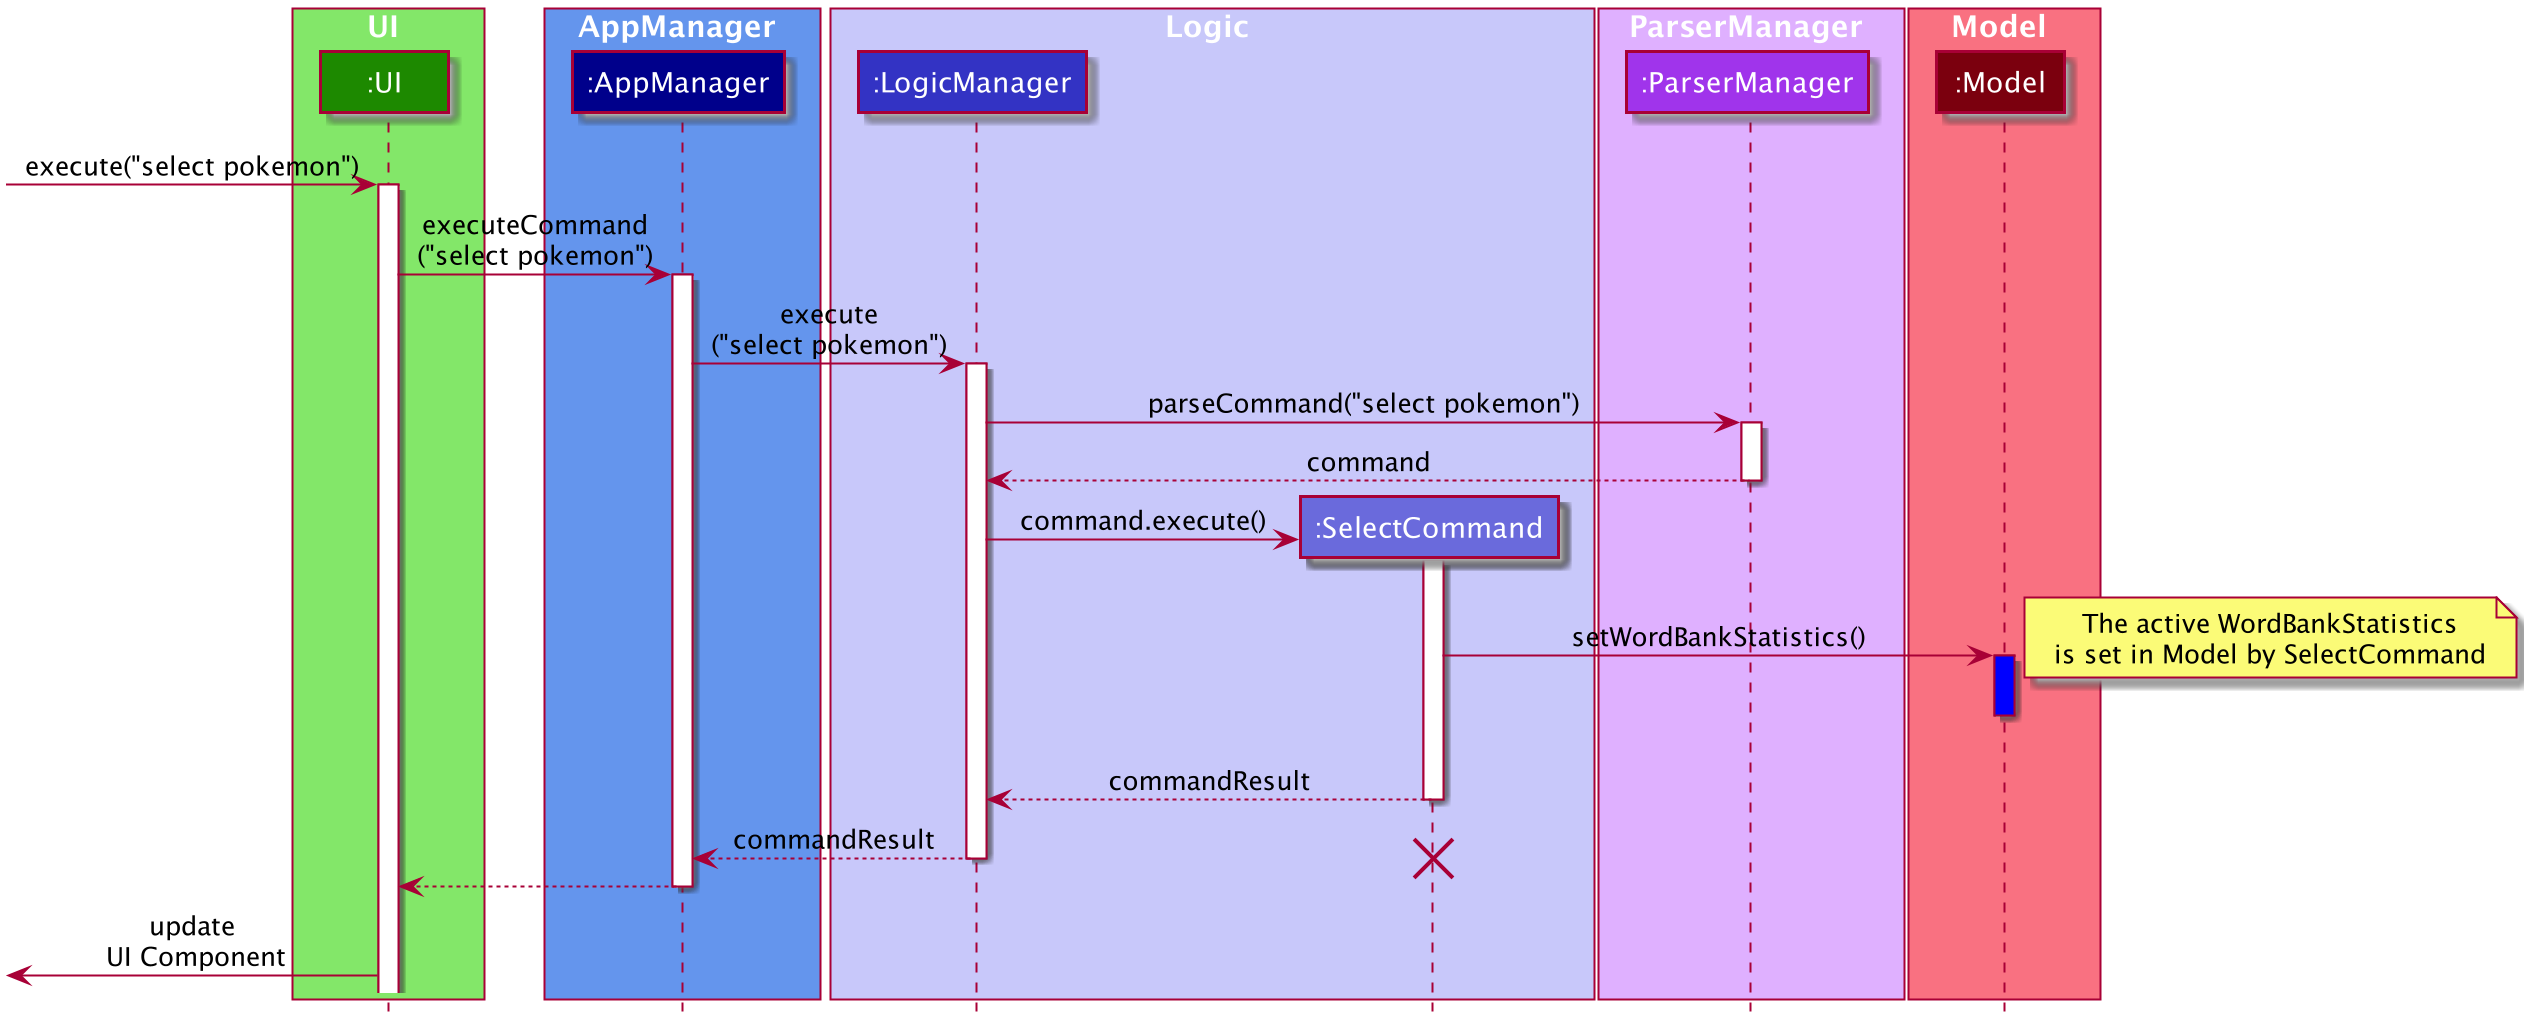 UI
AppManager
Logic
ParserManager
Model
:UI
:AppManager
:LogicManager
:ParserManager
:Model
execute("select pokemon")
executeCommand
("select pokemon")
execute
("select pokemon")
parseCommand("select pokemon")
command
command.execute()
:SelectCommand
setWordBankStatistics()
The active WordBankStatistics
is set in Model by SelectCommand
commandResult
commandResult
update
UI Component